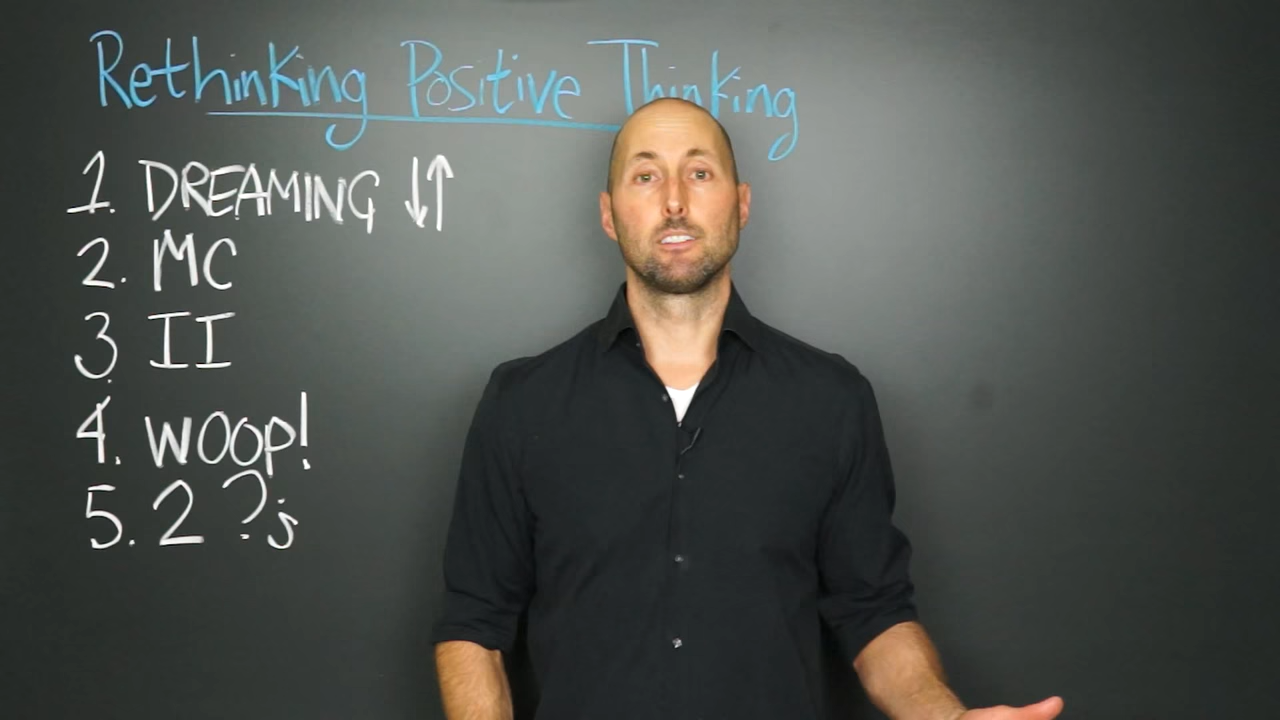 Rethinking Positive Thinking
1. DREAMING ↓↑
2. MC
3. II
4. WOOP!
5. 2 ?s